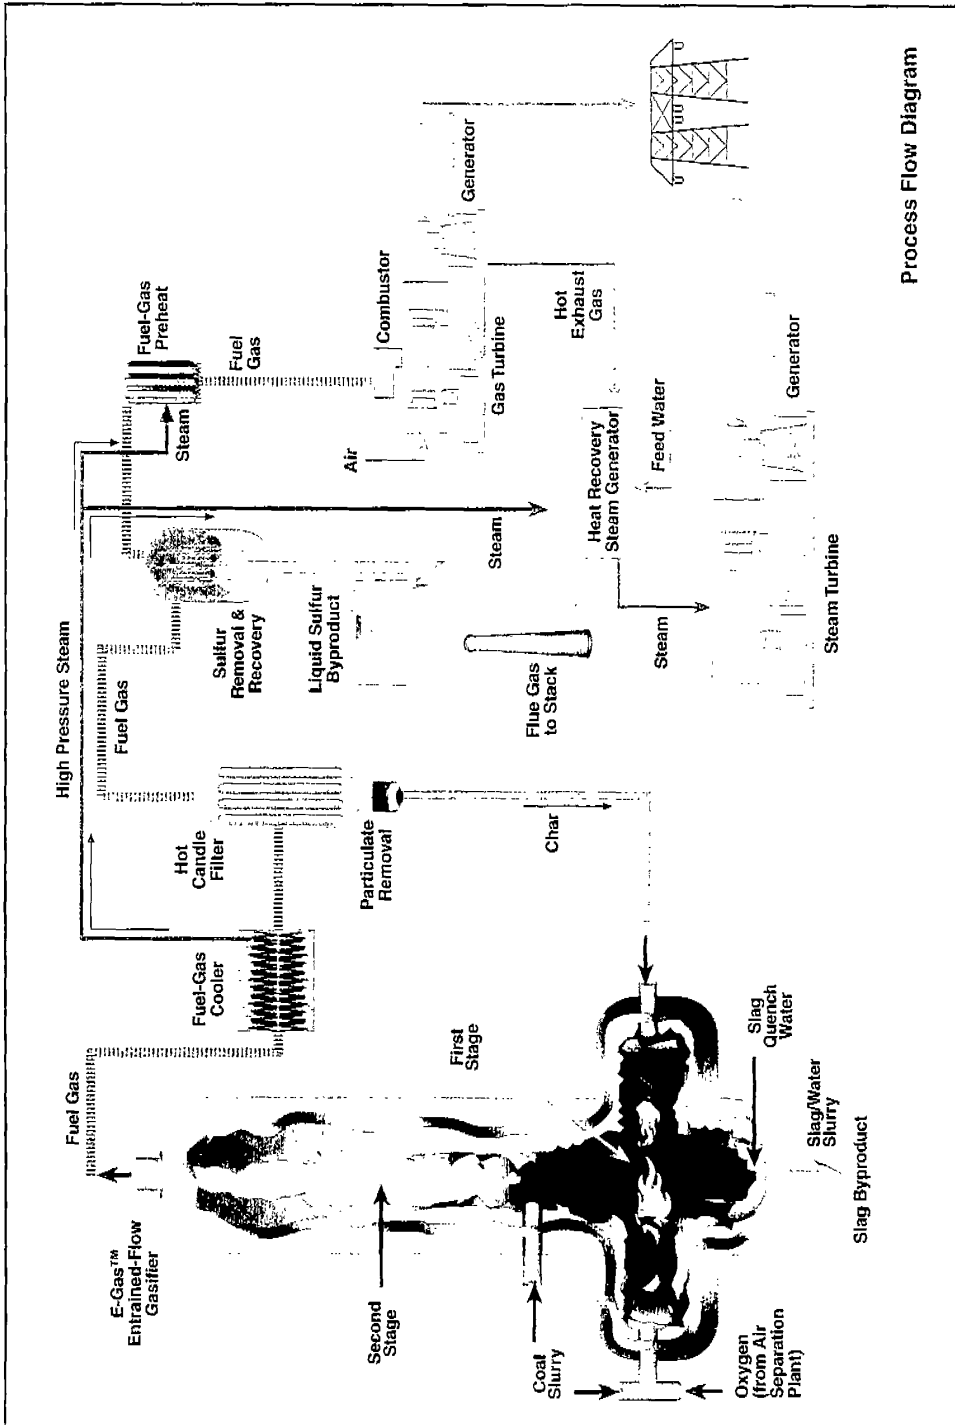 High Pressure Steam
Fuel Gas
E-Gas™
Entrained-Flow
Gasifier
Fuel-Gas
Cooler
Fuel Gas
Hot
Candle
Filter
Sulfur
Removal &
Recovery
Steam
Fuel-Gas
Preheat
Fuel
Gas
Second
Stage
First
Stage
Particulate
Removal
Liquid Sulfur
Byproduct
Air
Combustor
Coal
Slurry
Char
Flue Gas
to Stack
Steam
Gas Turbine
Generator
Hot
Exhaust
Gas
Heat Recovery
Steam Generator
Feed Water
Steam
Oxygen
(from Air
Separation
Plant)
Slag
Quench
Water
Slag/Water
Slurry
Slag Byproduct
Steam Turbine
Generator
Process Flow Diagram